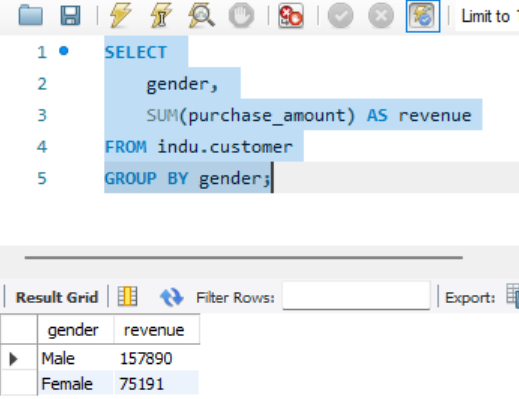 Limit to
1 SELECT
2 gender,
3 SUM(purchase_amount) AS revenue
4 FROM indu.customer
5 GROUP BY gender;
Result Grid Filter Rows: Export:
gender revenue
Male 157890
Female 75191